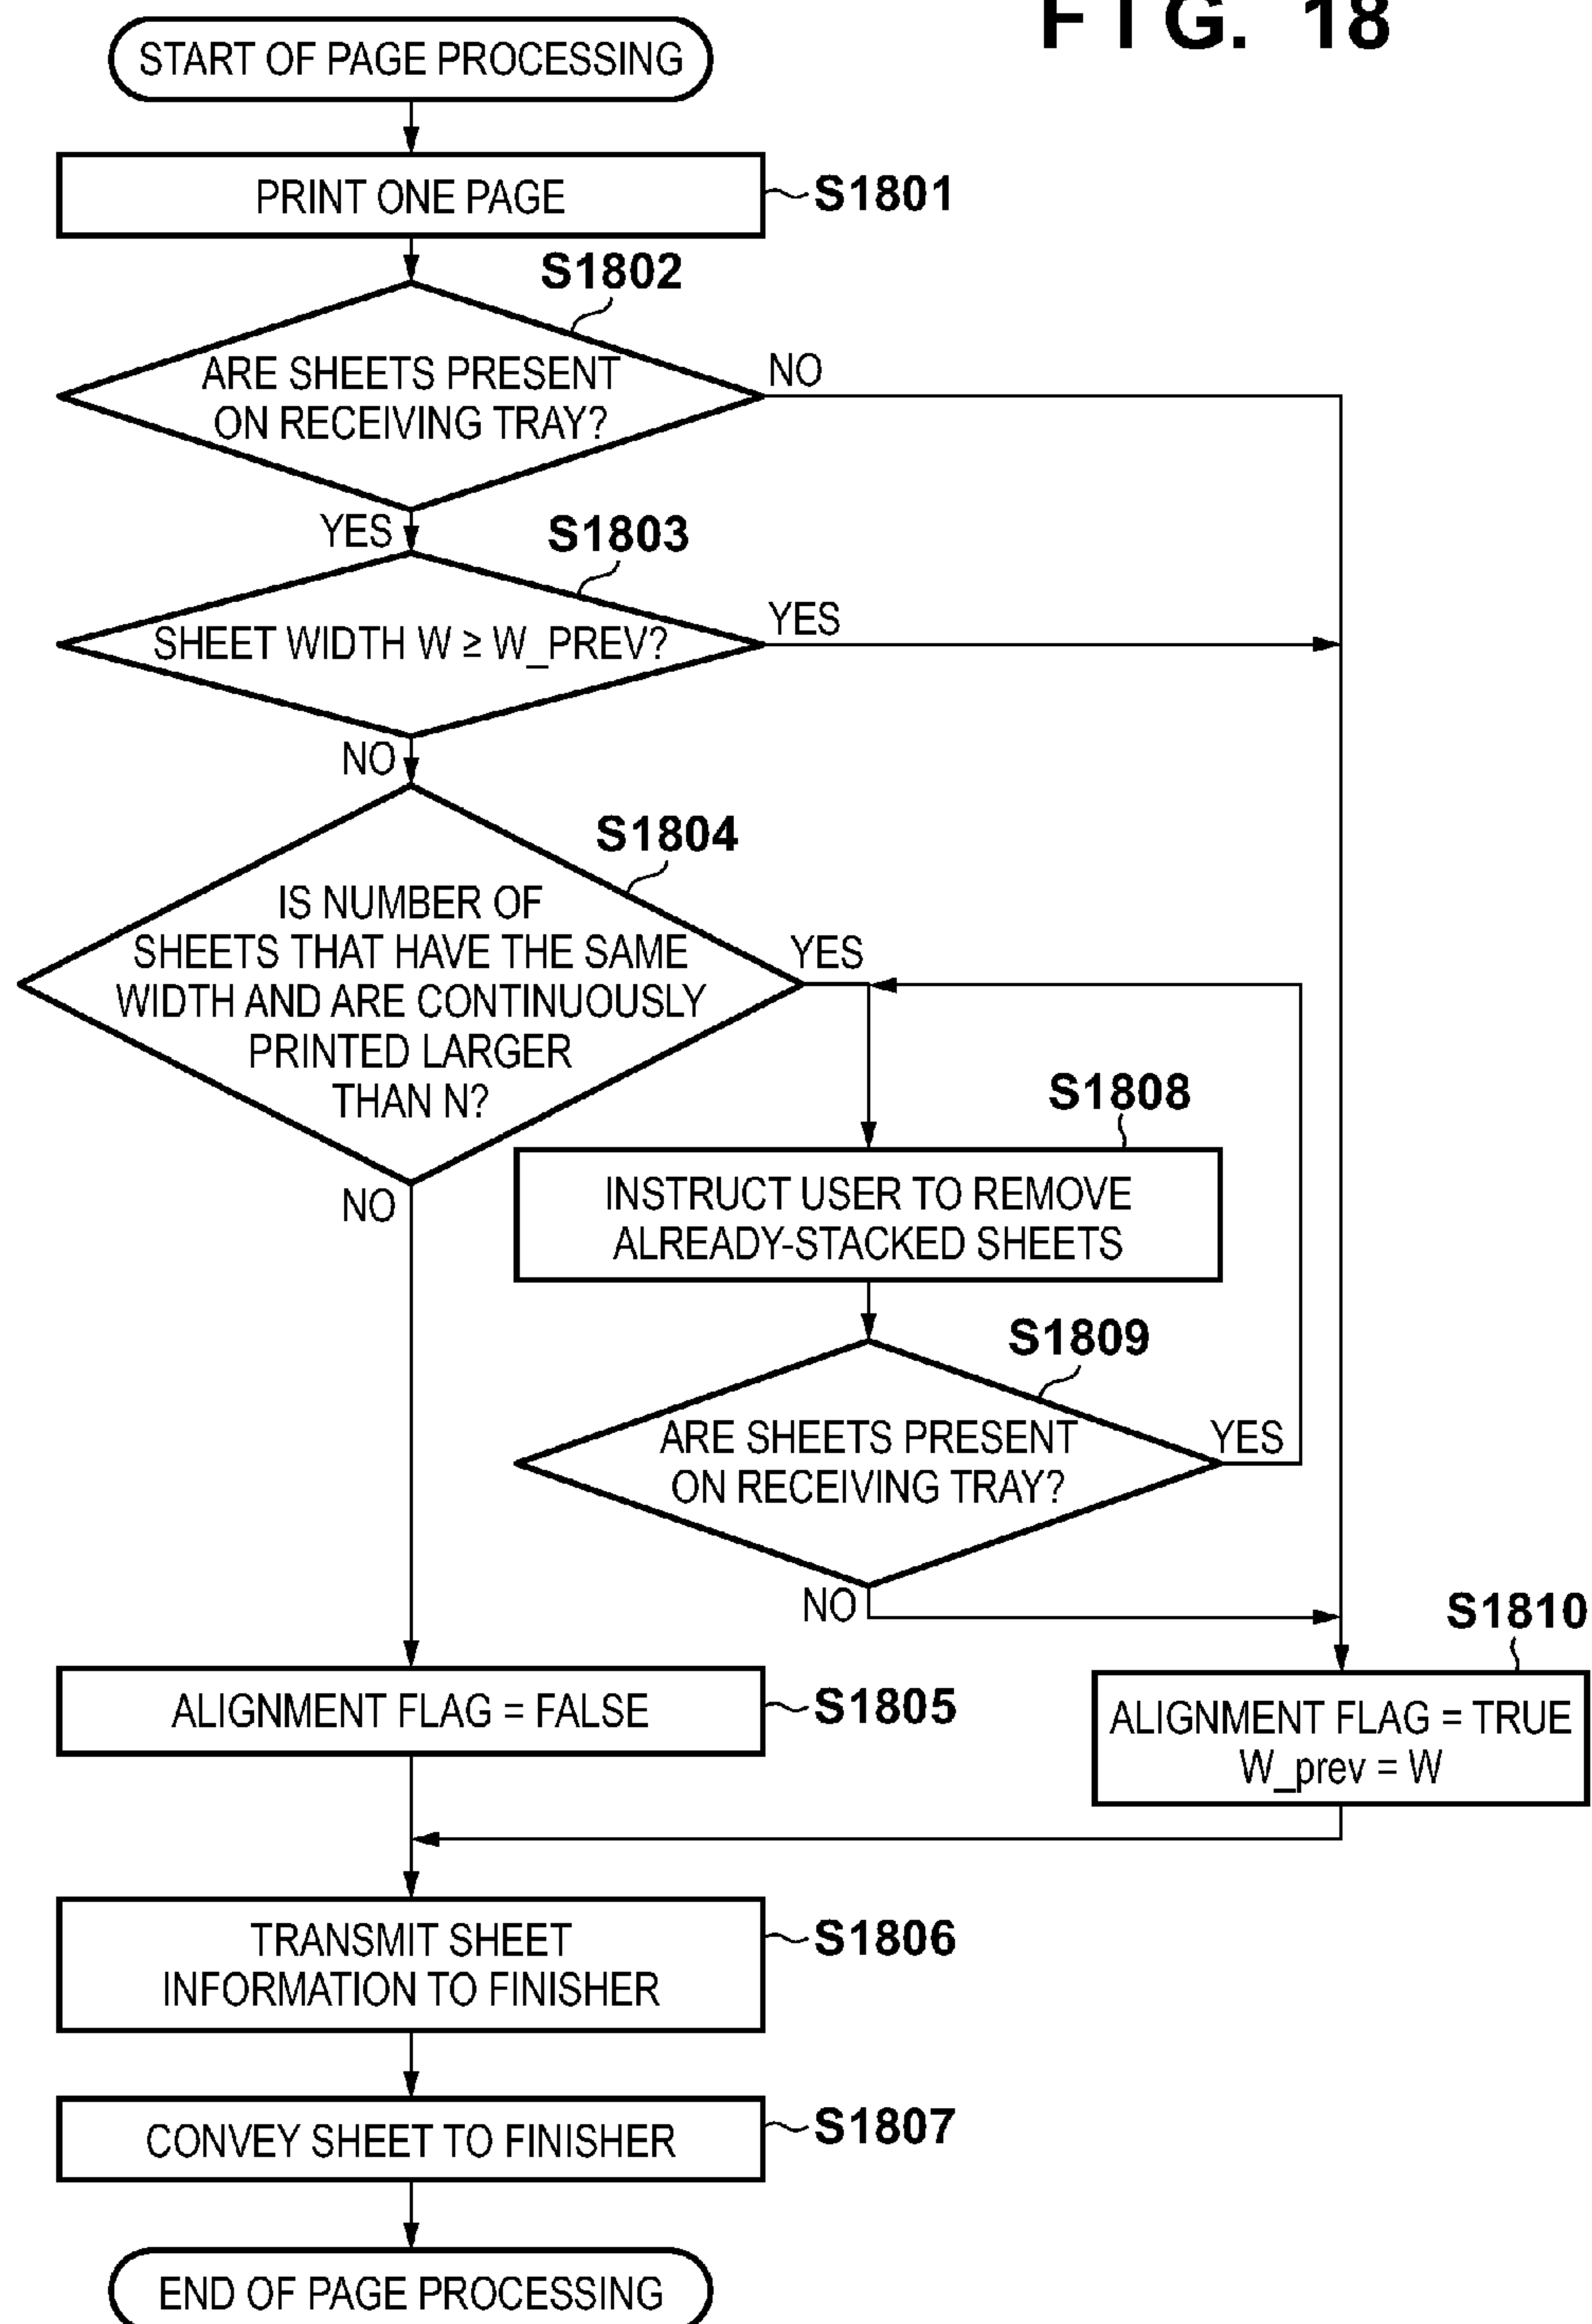 FIG. 18
START OF PAGE PROCESSING
PRINT ONE PAGE
S1801
S1802
ARE SHEETS PRESENT
ON RECEIVING TRAY?
NO
YES
S1803
SHEET WIDTH W ≥ W_PREV?
YES
NO
S1804
IS NUMBER OF
SHEETS THAT HAVE THE SAME
WIDTH AND ARE CONTINUOUSLY
PRINTED LARGER
THAN N?
YES
NO
S1808
INSTRUCT USER TO REMOVE
ALREADY-STACKED SHEETS
S1809
ARE SHEETS PRESENT
ON RECEIVING TRAY?
YES
NO
S1805
ALIGNMENT FLAG = FALSE
S1810
ALIGNMENT FLAG = TRUE
W_prev = W
TRANSMIT SHEET
INFORMATION TO FINISHER
S1806
CONVEY SHEET TO FINISHER
S1807
END OF PAGE PROCESSING